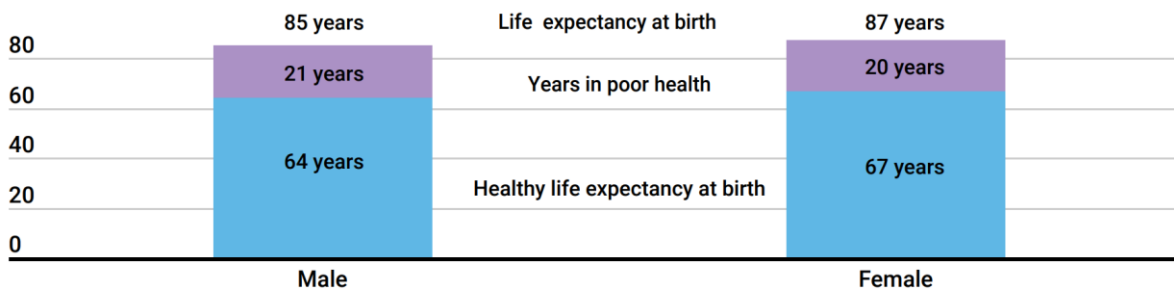 85 years
Life expectancy at birth
87 years
80
21 years
Years in poor health
20 years
60
40
64 years
Healthy life expectancy at birth
67 years
20
0
Male
Female